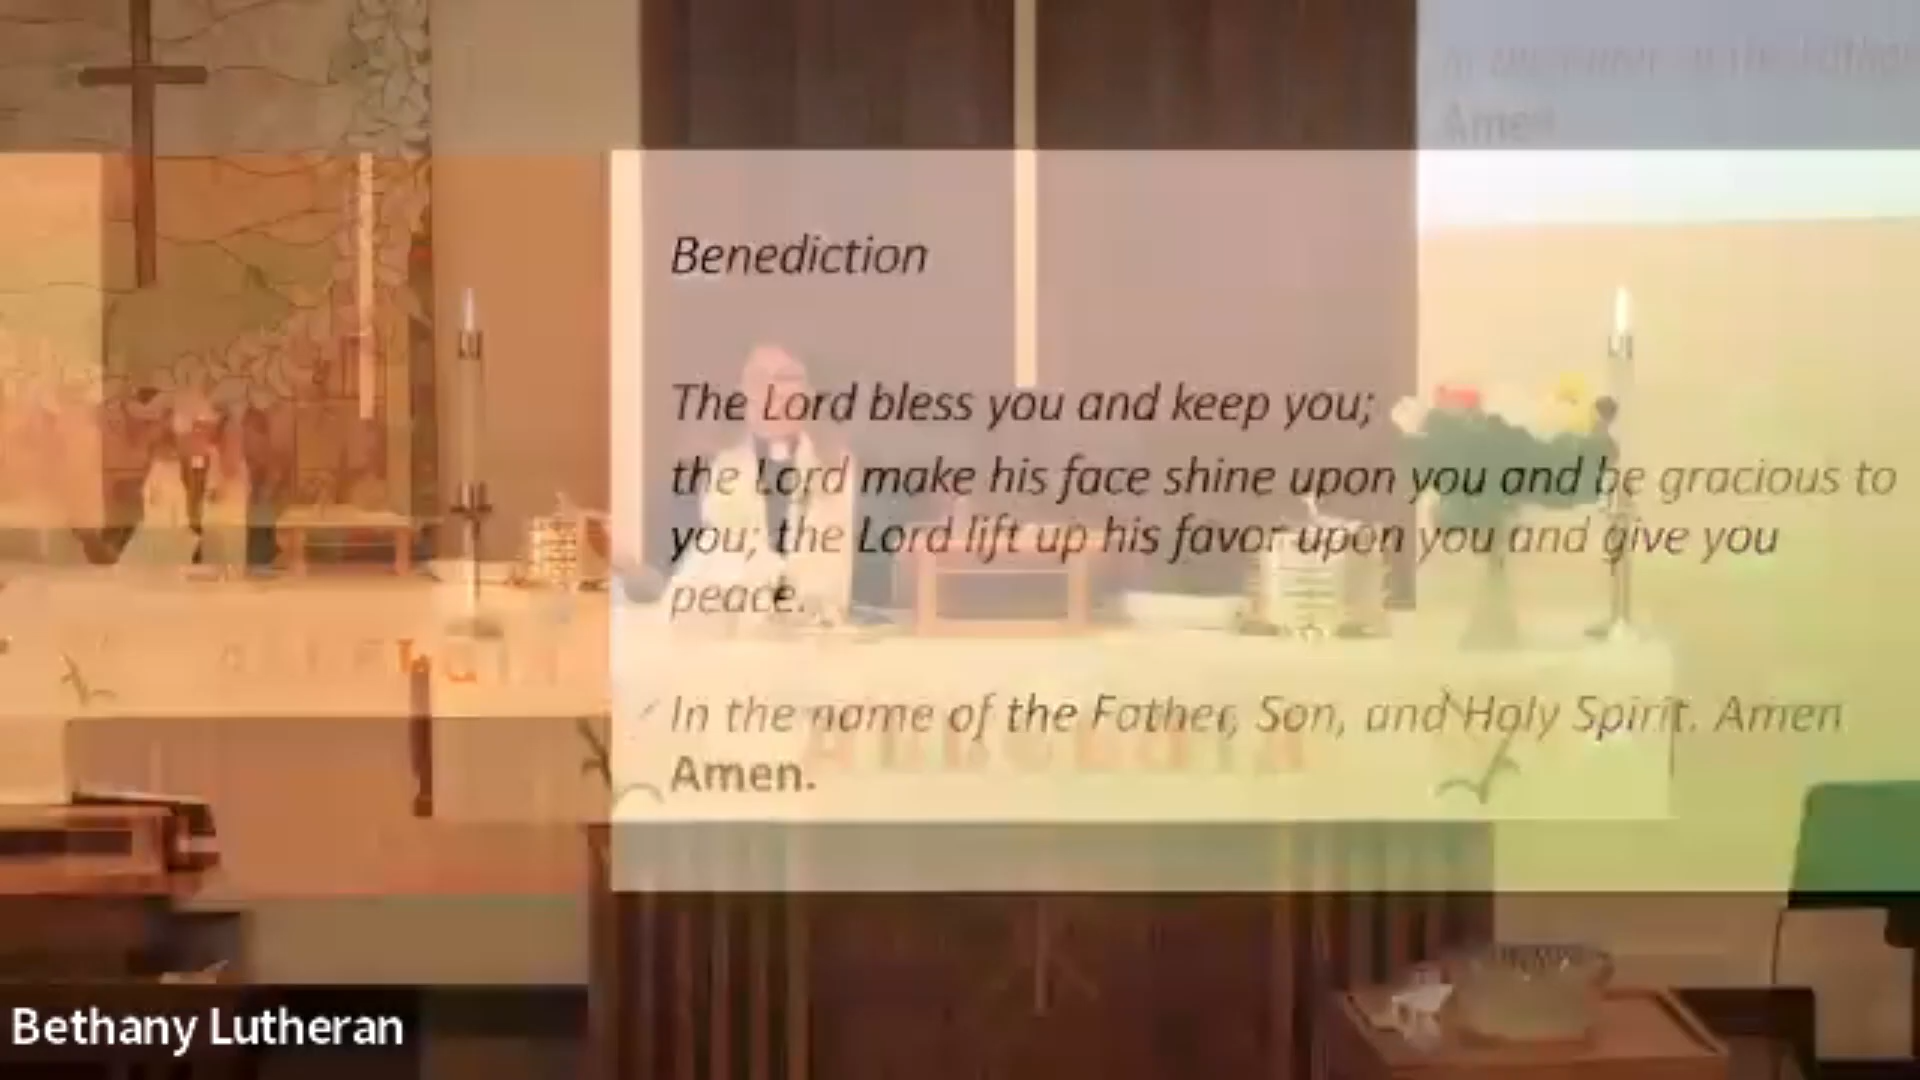 Amen
Benediction
The Lord bless you and keep you;
the Lord make his face shine upon you and be gracious to
you; the Lord lift up his favor upon you and give you
peace.
In the name of the Father, Son, and Holy Spirit. Amen
Amen.
ALLELUIA
Bethany Lutheran